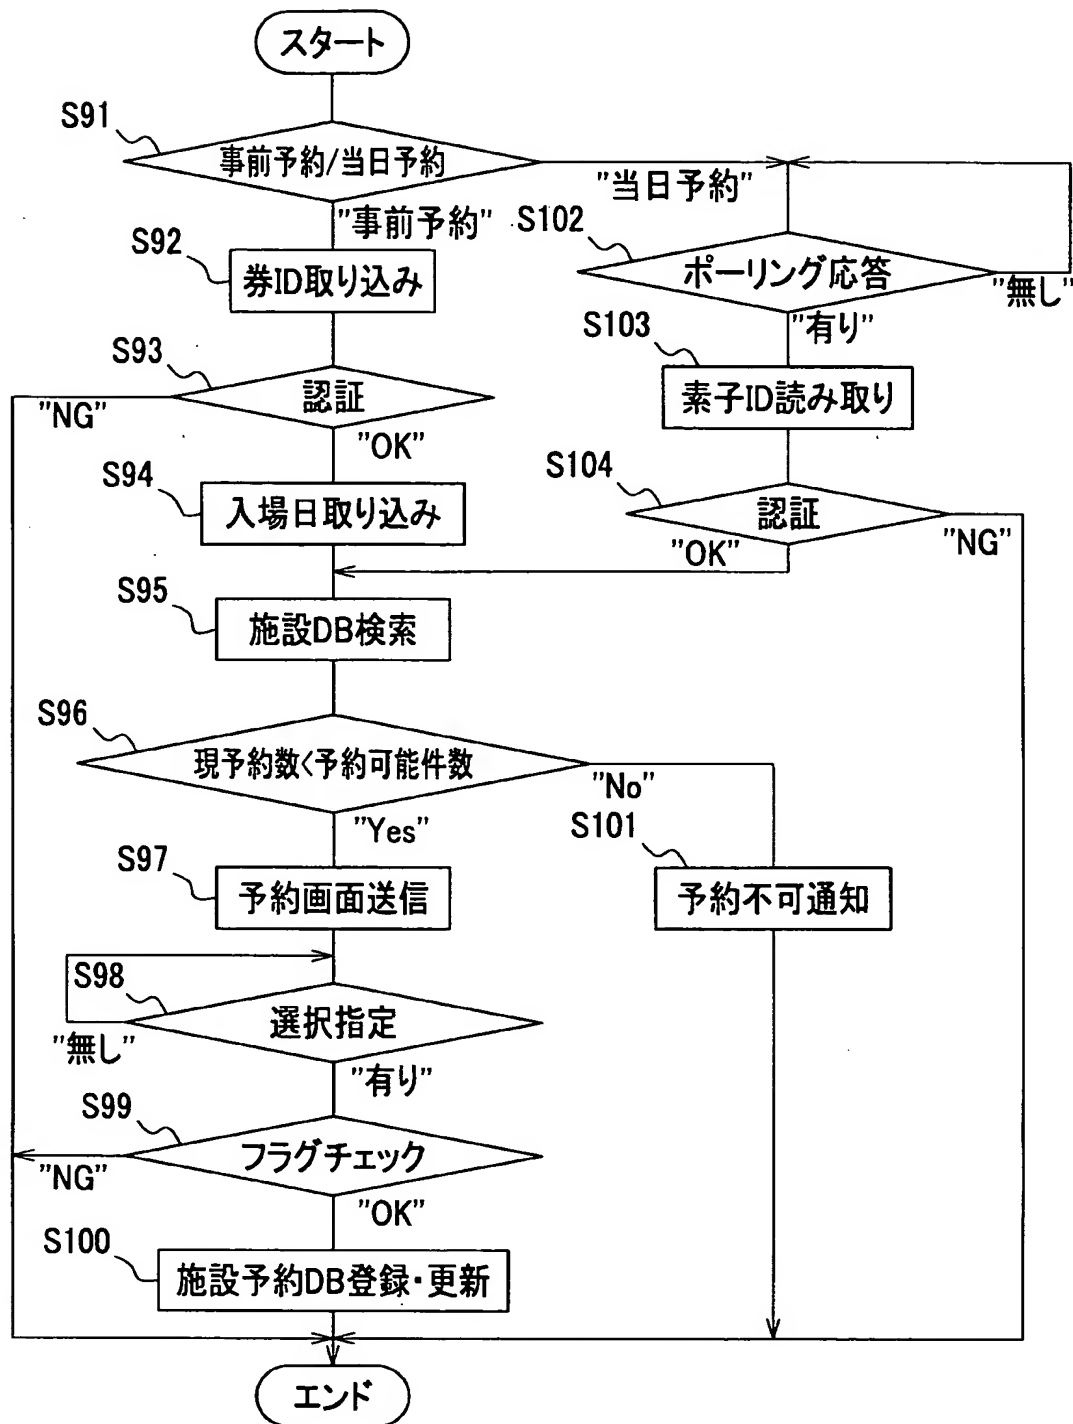 スタート
S91
事前予約/当日予約
"当日予約"
"事前予約"
S92
券ID取り込み
S102
ポーリング応答
"無し"
"有り"
S103
素子ID読み取り
S93
認証
"NG"
"OK"
S94
入場日取り込み
S104
認証
"OK"
"NG"
S95
施設DB検索
S96
現予約数<予約可能件数
"No"
"Yes"
S101
予約不可通知
S97
予約画面送信
S98
選択指定
"無し"
"有り"
S99
フラグチェック
"NG"
"OK"
S100
施設予約DB登録・更新
エンド